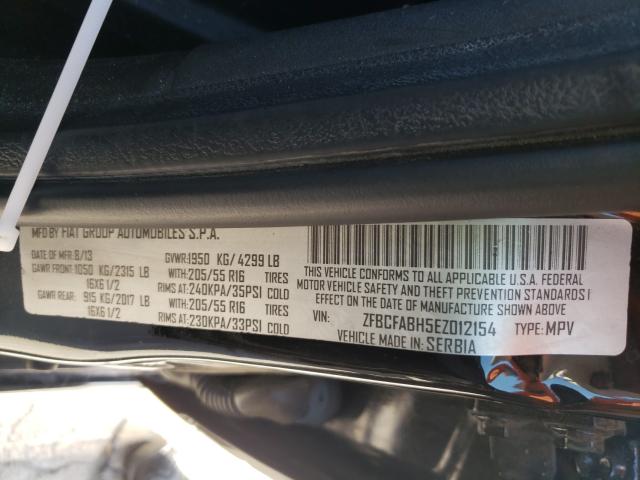 MFD BY FIAT GROUP AUTOMOBILES S.P.A.
DATE OF MFR: 8/13 GVWR: 1950 KG/ 4299 LB
GAWR FRONT: 1050 KG/2315 LB WITH: 205/55 R16 TIRES
16X6 1/2 RIMS AT: 240KPA/35PSI COLD
GAWR REAR: 915 KG/2017 LB WITH: 205/55 R16 TIRES
16X6 1/2 RIMS AT: 230KPA/33PSI COLD
THIS VEHICLE CONFORMS TO ALL APPLICABLE U.S.A. FEDERAL
MOTOR VEHICLE SAFETY AND THEFT PREVENTION STANDARDS I
EFFECT ON THE DATE OF MANUFACTURE SHOWN ABOVE
VIN: ZFBCFABH5EZ012154 TYPE: MPV
VEHICLE MADE IN SERBIA